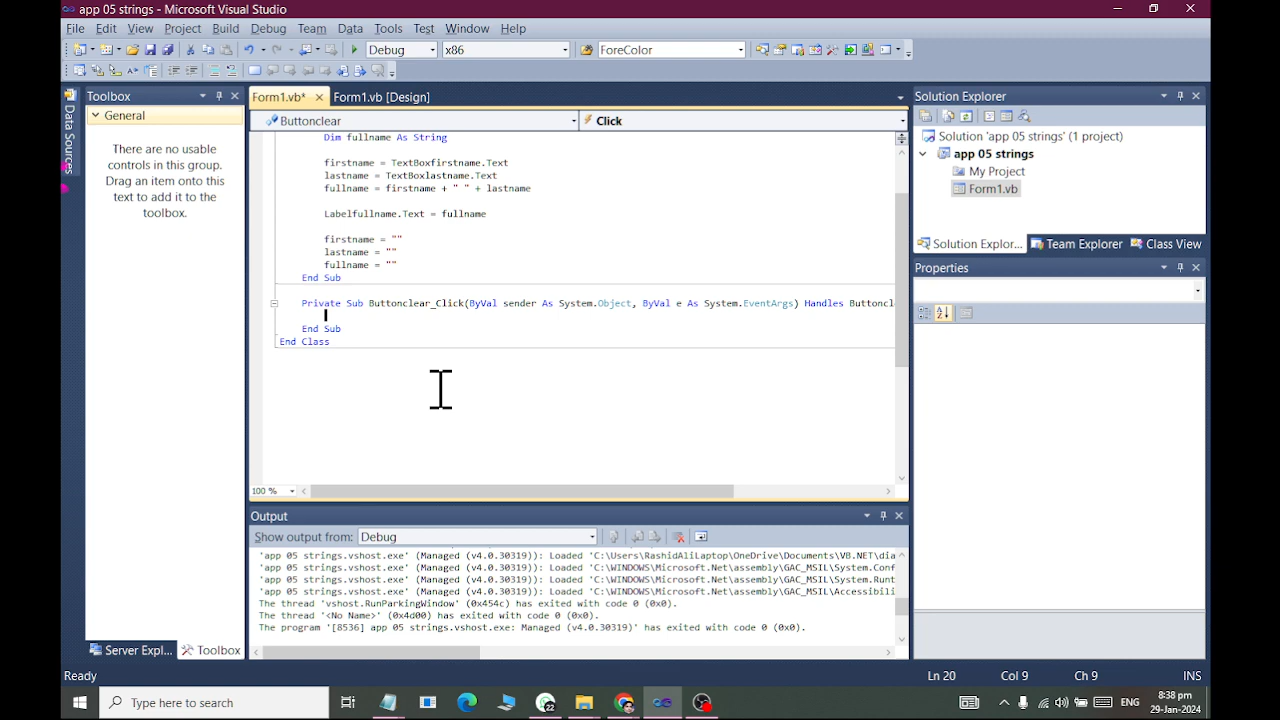 app 05 strings - Microsoft Visual Studio
File Edit View Project Build Debug Team Data Tools Test Window Help
Debug x86 ForeColor
Data Sources
Toolbox
General
There are no usable
controls in this group.
Drag an item onto this
text to add it to the
toolbox.
Server Expl... Toolbox
Form1.vb* Form1.vb [Design]
Buttonclear Click
Dim fullname As String
firstname = TextBoxfirstname.Text
lastname = TextBoxlastname.Text
fullname = firstname + " " + lastname
Labelfullname.Text = fullname
firstname = ""
lastname = ""
fullname = ""
End Sub
Private Sub Buttonclear_Click(ByVal sender As System.Object, ByVal e As System.EventArgs) Handles Buttoncl
End Sub
End Class
100 %
Output
Show output from: Debug
'app 05 strings.vshost.exe' (Managed (v4.0.30319)): Loaded 'C:\Users\RashidAliLaptop\OneDrive\Documents\VB.NET\dia
'app 05 strings.vshost.exe' (Managed (v4.0.30319)): Loaded 'C:\WINDOWS\Microsoft.Net\assembly\GAC_MSIL\System.Conf
'app 05 strings.vshost.exe' (Managed (v4.0.30319)): Loaded 'C:\WINDOWS\Microsoft.Net\assembly\GAC_MSIL\System.Runt
'app 05 strings.vshost.exe' (Managed (v4.0.30319)): Loaded 'C:\WINDOWS\Microsoft.Net\assembly\GAC_MSIL\Accessibili
The thread 'vshost.RunParkingWindow' (0x454c) has exited with code 0 (0x0).
The thread '<No Name>' (0x4d00) has exited with code 0 (0x0).
The program '[8536] app 05 strings.vshost.exe: Managed (v4.0.30319)' has exited with code 0 (0x0).
Solution Explorer
Solution 'app 05 strings' (1 project)
app 05 strings
My Project
Form1.vb
Solution Explor... Team Explorer Class View
Properties
Ready Ln 20 Col 9 Ch 9 INS
Type here to search
22
ENG
8:38 pm
29-Jan-2024